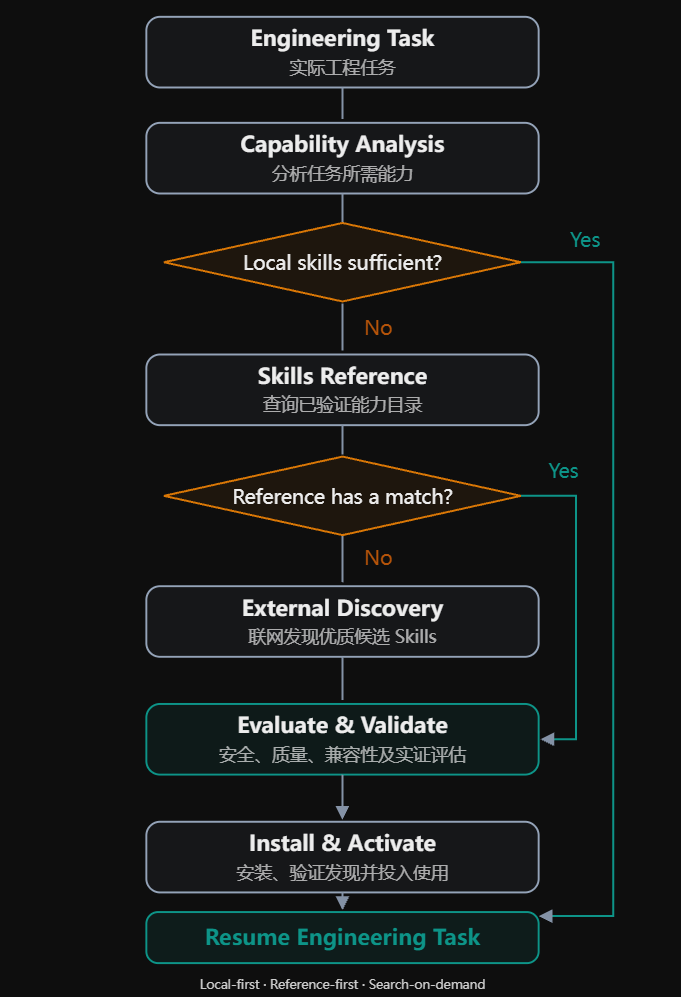 Engineering Task
实际工程任务
Capability Analysis
分析任务所需能力
Local skills sufficient?
Yes
No
Skills Reference
查询已验证能力目录
Reference has a match?
Yes
No
External Discovery
联网发现优质候选 Skills
Evaluate & Validate
安全、质量、兼容性及实证评估
Install & Activate
安装、验证发现并投入使用
Resume Engineering Task
Local-first · Reference-first · Search-on-demand